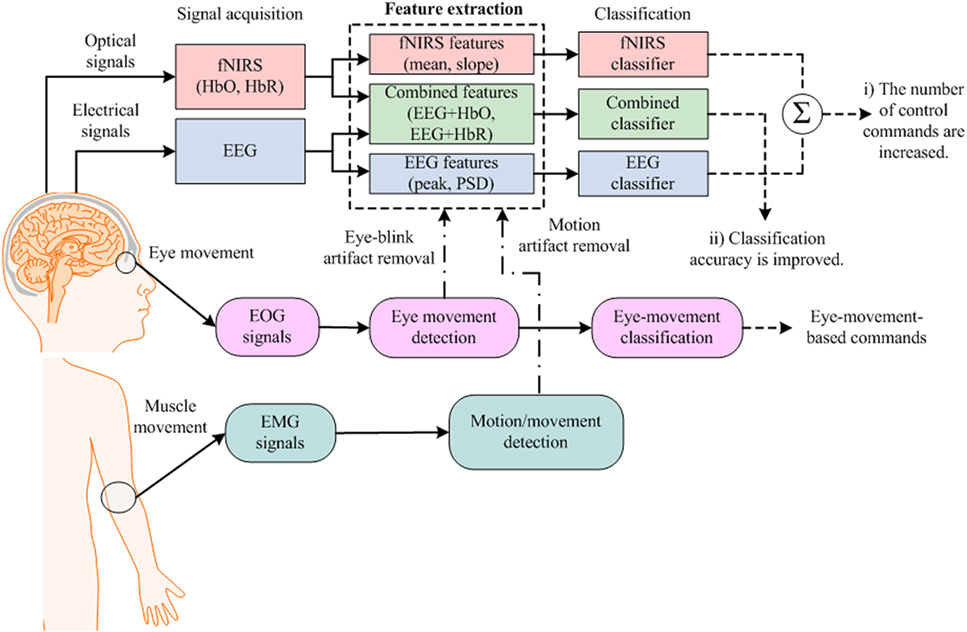 Signal acquisition
Feature extraction
Classification
Optical
signals
fNIRS
(HbO, HbR)
fNIRS features
(mean, slope)
fNIRS
classifier
Electrical
signals
EEG
Combined features
(EEG+HbO,
EEG+HbR)
Combined
classifier
Σ
i) The number
of control
commands are
increased.
EEG features
(peak, PSD)
EEG
classifier
Eye-blink
artifact removal
Motion
artifact removal
ii) Classification
accuracy is improved.
Eye movement
EOG
signals
Eye movement
detection
Eye-movement
classification
Eye-movement-
based commands
Muscle
movement
EMG
signals
Motion/movement
detection